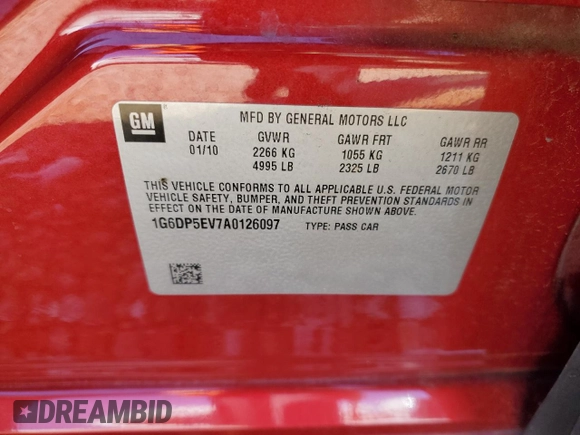 GM
MFD BY GENERAL MOTORS LLC
DATE GVWR GAWR FRT GAWR RR
01/10 2266 KG 1055 KG 1211 KG
4995 LB 2325 LB 2670 LB
THIS VEHICLE CONFORMS TO ALL APPLICABLE U.S. FEDERAL MOTOR
VEHICLE SAFETY, BUMPER, AND THEFT PREVENTION STANDARDS IN
EFFECT ON THE DATE OF MANUFACTURE SHOWN ABOVE.
1G6DP5EV7A0126097 TYPE: PASS CAR
DREAMBID